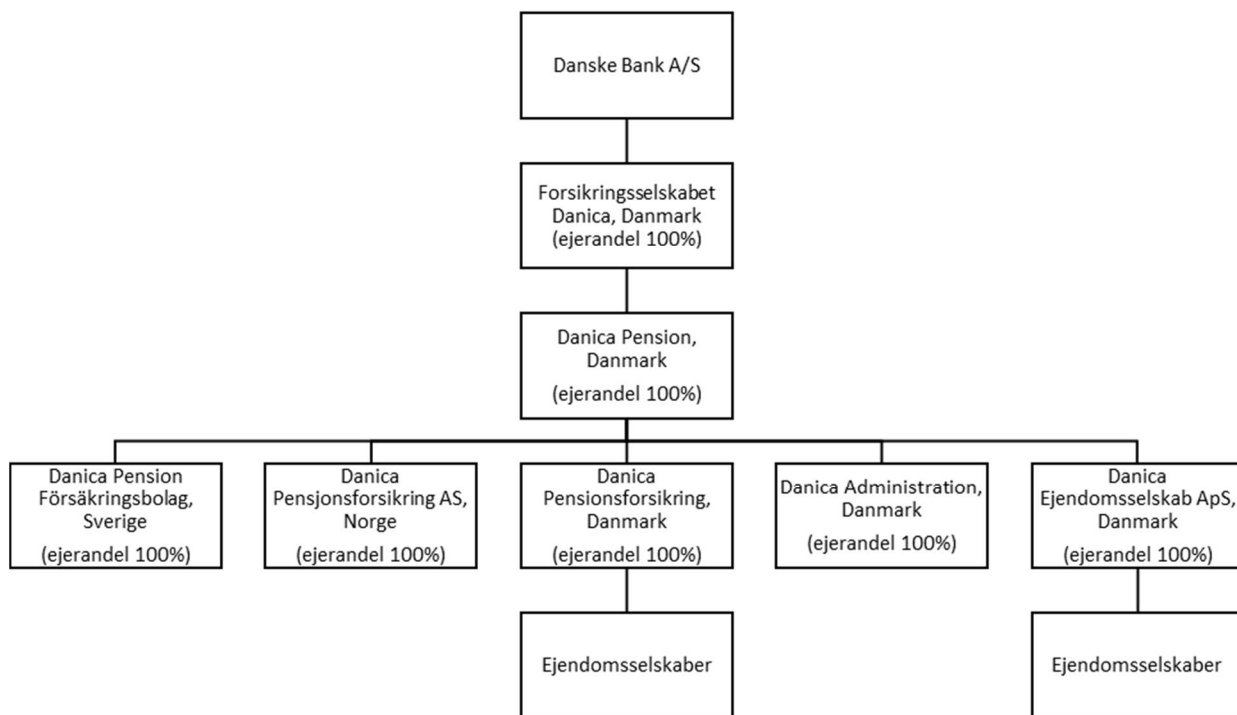 Danske Bank A/S
Forsikringsselskabet
Danica, Danmark
(ejerandel 100%)
Danica Pension,
Danmark
(ejerandel 100%)
Danica Pension
Försäkringsbolag,
Sverige
(ejerandel 100%)
Danica
Pensjonsforsikring AS,
Norge
(ejerandel 100%)
Danica
Pensionsforsikring,
Danmark
(ejerandel 100%)
Danica Administration,
Danmark
(ejerandel 100%)
Danica
Ejendomsselskab ApS,
Danmark
(ejerandel 100%)
Ejendomsselskaber
Ejendomsselskaber